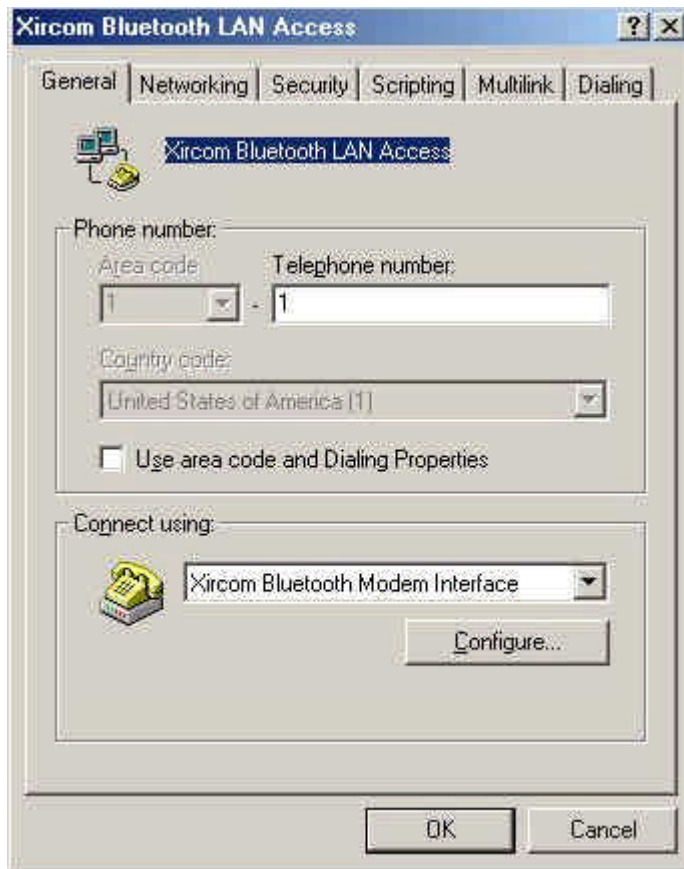 Xircom Bluetooth LAN Access
General Networking Security Scripting Multilink Dialing
Xircom Bluetooth LAN Access
Phone number:
Area code Telephone number:
1 - 1
Country code:
United States of America (1)
Use area code and Dialing Properties
Connect using:
Xircom Bluetooth Modem Interface
Configure...
OK Cancel